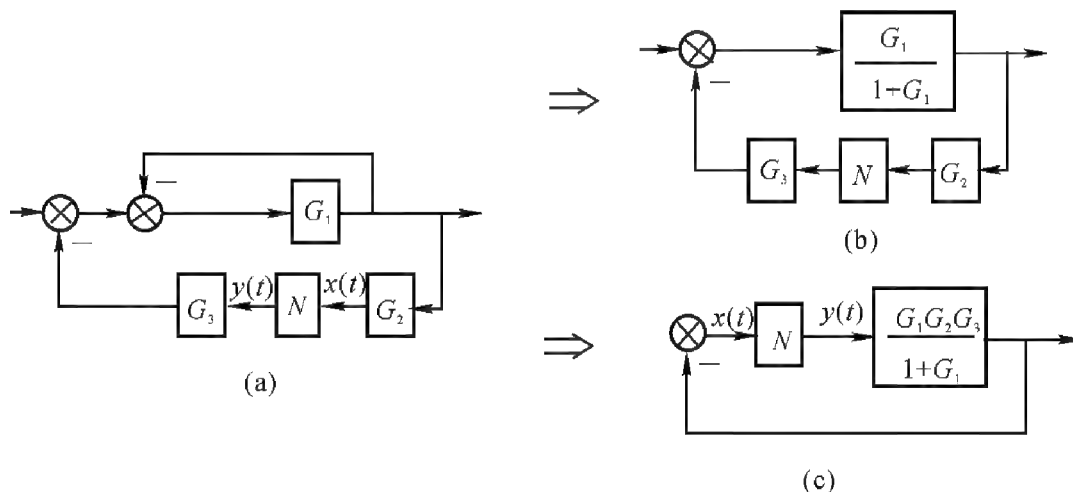 G₁
G₃ y(t) N x(t) G₂
(a)
⇒
G₁
1+G₁
G₃ N G₂
(b)
⇒
x(t) N y(t) G₁G₂G₃
1+G₁
(c)